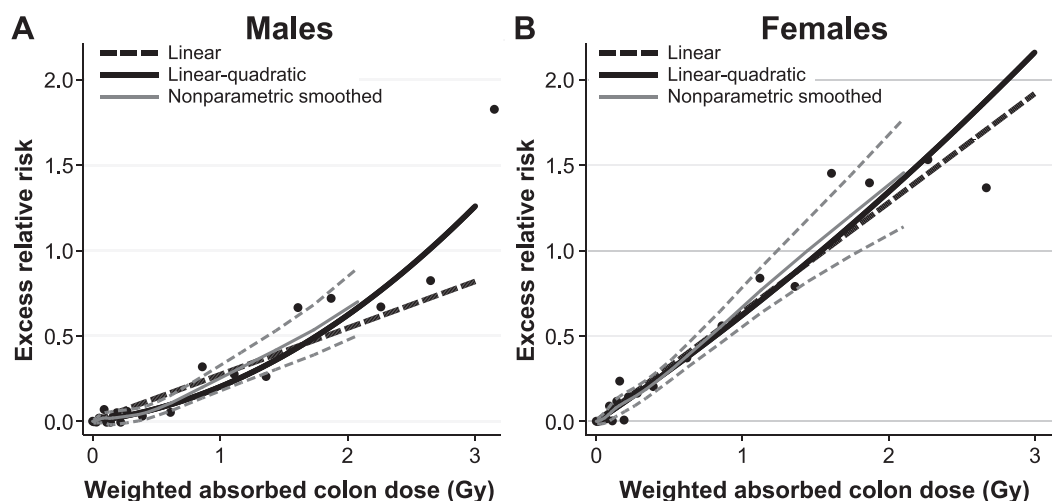 A Males
Linear
Linear-quadratic
Nonparametric smoothed
Excess relative risk
2.0
1.5
1.0
0.5
0.0
0 1 2 3
Weighted absorbed colon dose (Gy)
B Females
Linear
Linear-quadratic
Nonparametric smoothed
Excess relative risk
2.0
1.5
1.0
0.5
0.0
0 1 2 3
Weighted absorbed colon dose (Gy)